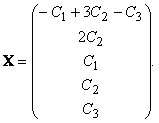 −C₁ + 3C₂ − C₃
2C₂
X = C₁ .
C₂
C₃